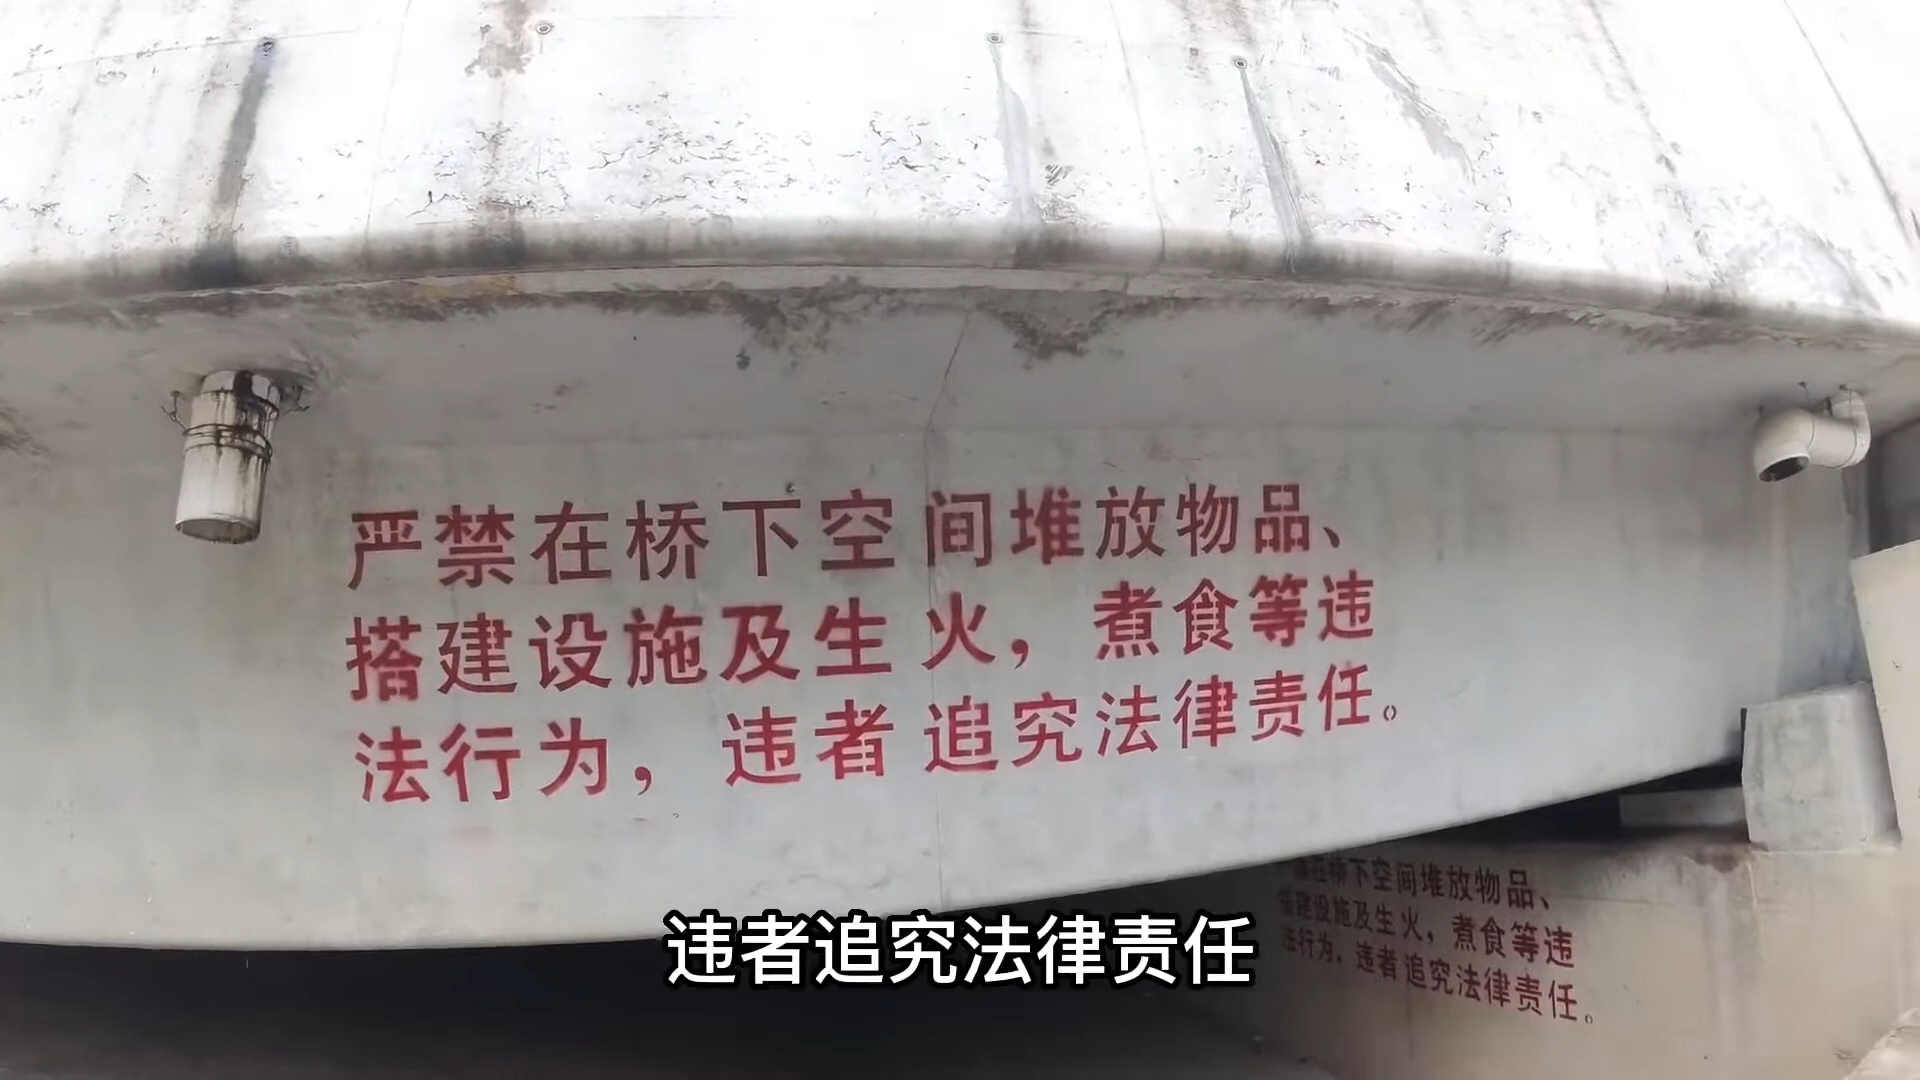 严禁在桥下空间堆放物品、
搭建设施及生火，煮食等违
法行为，违者追究法律责任。
在桥下空间堆放物品、
搭建设施及生火，煮食等违
法行为，违者追究法律责任。
违者追究法律责任